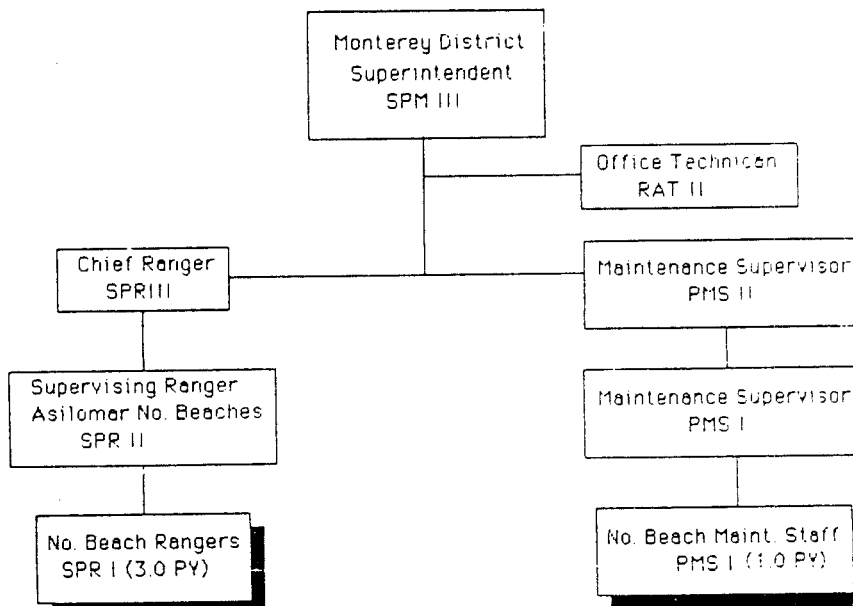 Monterey District
Superintendent
SPM III
Office Technican
RAT II
Chief Ranger
SPRIII
Maintenance Supervisor
PMS II
Supervising Ranger
Asilomar No. Beaches
SPR II
Maintenance Supervisor
PMS I
No. Beach Rangers
SPR I (3.0 PY)
No. Beach Maint. Staff
PMS I (1.0 PY)